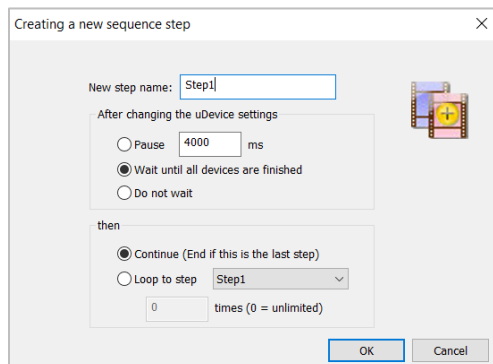 Creating a new sequence step
New step name: Step1
After changing the uDevice settings
Pause 4000 ms
Wait until all devices are finished
Do not wait
then
Continue (End if this is the last step)
Loop to step Step1
0 times (0 = unlimited)
OK Cancel